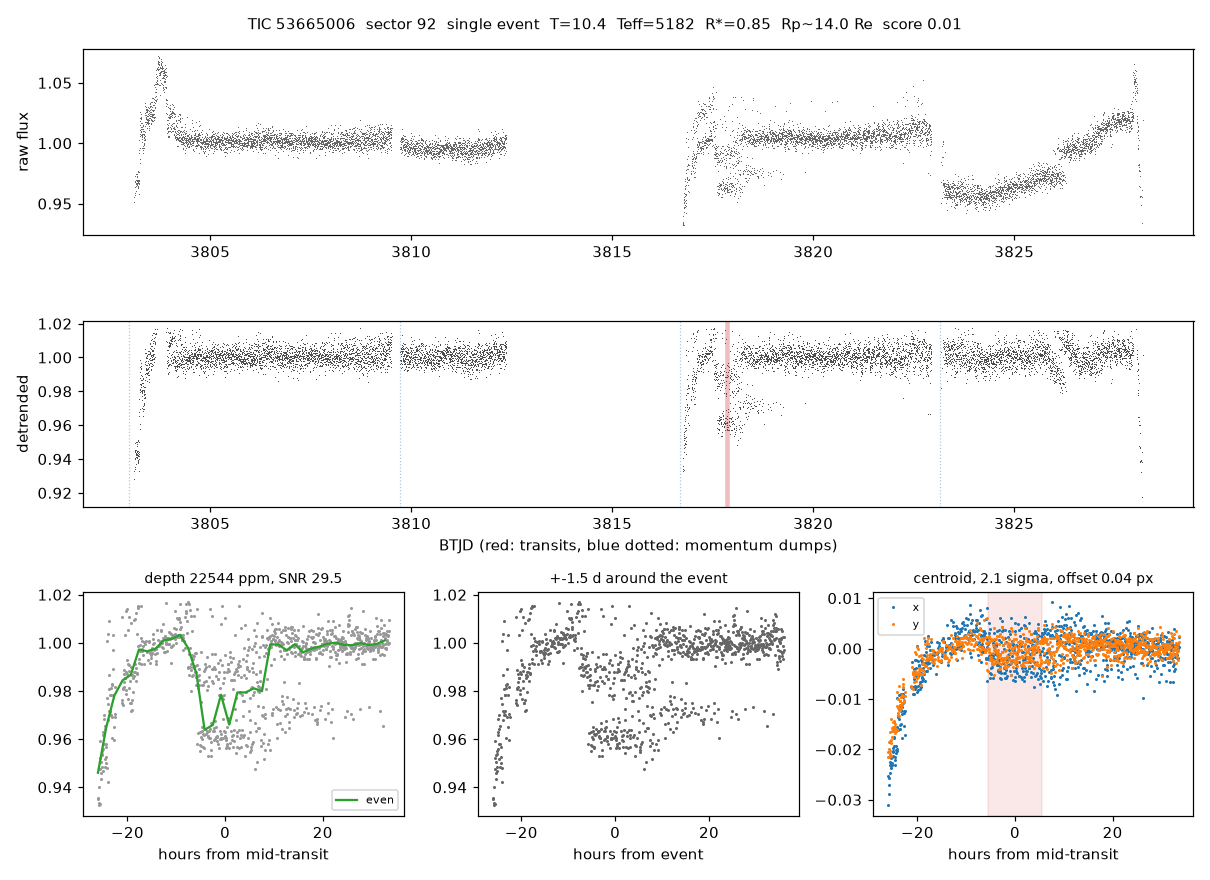 TIC 53665006  sector 92  single event  T=10.4  Teff=5182  R*=0.85  Rp~14.0 Re  score 0.01
raw flux
1.05
1.00
0.95
3805 3810 3815 3820 3825
detrended
1.02
1.00
0.98
0.96
0.94
0.92
3805 3810 3815 3820 3825
BTJD (red: transits, blue dotted: momentum dumps)
depth 22544 ppm, SNR 29.5
1.02
1.00
0.98
0.96
0.94
even
−20 0 20
hours from mid-transit
+-1.5 d around the event
1.02
1.00
0.98
0.96
0.94
−20 0 20
hours from event
centroid, 2.1 sigma, offset 0.04 px
0.01
0.00
−0.01
−0.02
−0.03
x
y
−20 0 20
hours from mid-transit